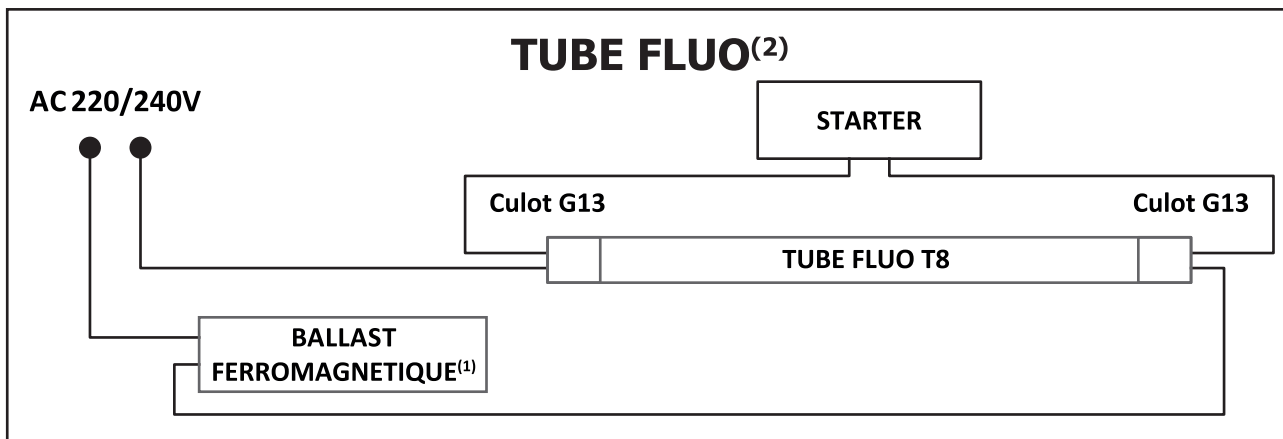 TUBE FLUO(2)
AC 220/240V
STARTER
Culot G13
Culot G13
TUBE FLUO T8
BALLAST
FERROMAGNETIQUE(1)